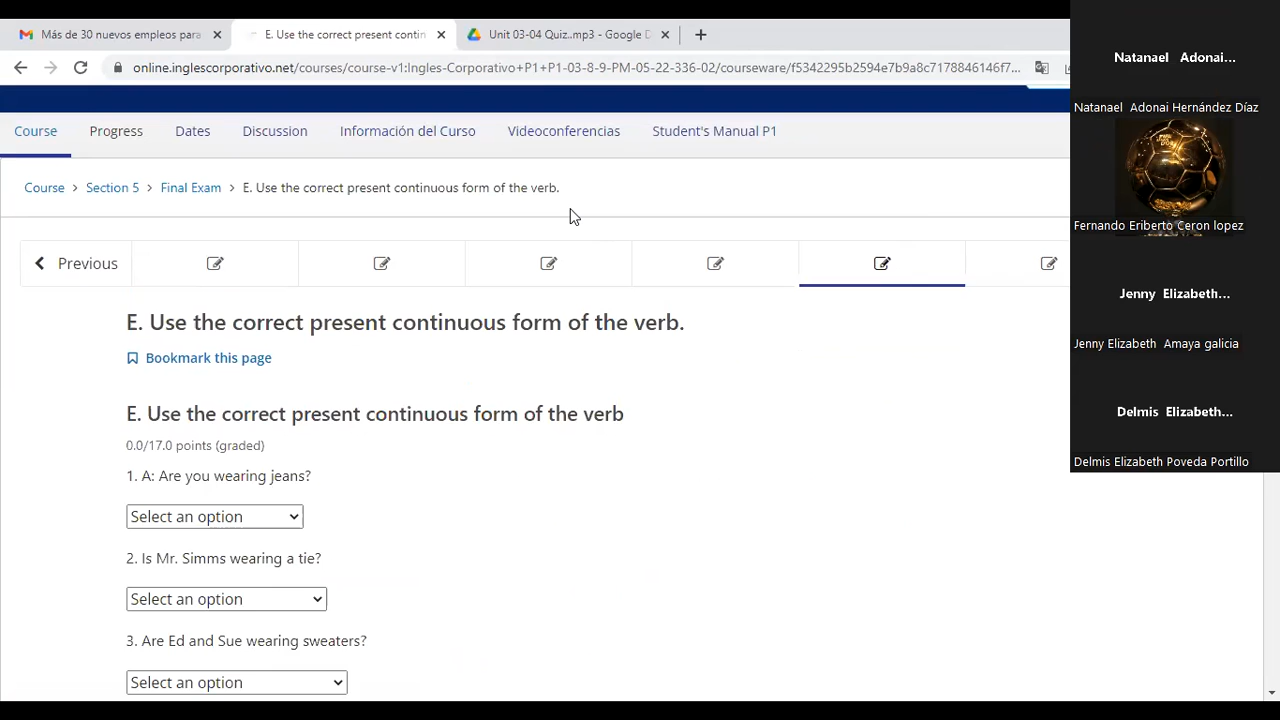 Más de 30 nuevos empleos para
E. Use the correct present contin
Unit 03-04 Quiz..mp3 - Google D
online.inglescorporativo.net/courses/course-v1:Ingles-Corporativo+P1+P1-03-8-9-PM-05-22-336-02/courseware/f5342295b2594e7b9a8c7178846146f7...
Course
Progress
Dates
Discussion
Información del Curso
Videoconferencias
Student's Manual P1
Course > Section 5 > Final Exam > E. Use the correct present continuous form of the verb.
Previous
E. Use the correct present continuous form of the verb.
Bookmark this page
E. Use the correct present continuous form of the verb
0.0/17.0 points (graded)
1. A: Are you wearing jeans?
Select an option
2. Is Mr. Simms wearing a tie?
Select an option
3. Are Ed and Sue wearing sweaters?
Select an option
Natanael Adonai...
Natanael Adonai Hernández Díaz
Fernando Eriberto Ceron lopez
Jenny Elizabeth...
Jenny Elizabeth Amaya galicia
Delmis Elizabeth...
Delmis Elizabeth Poveda Portillo